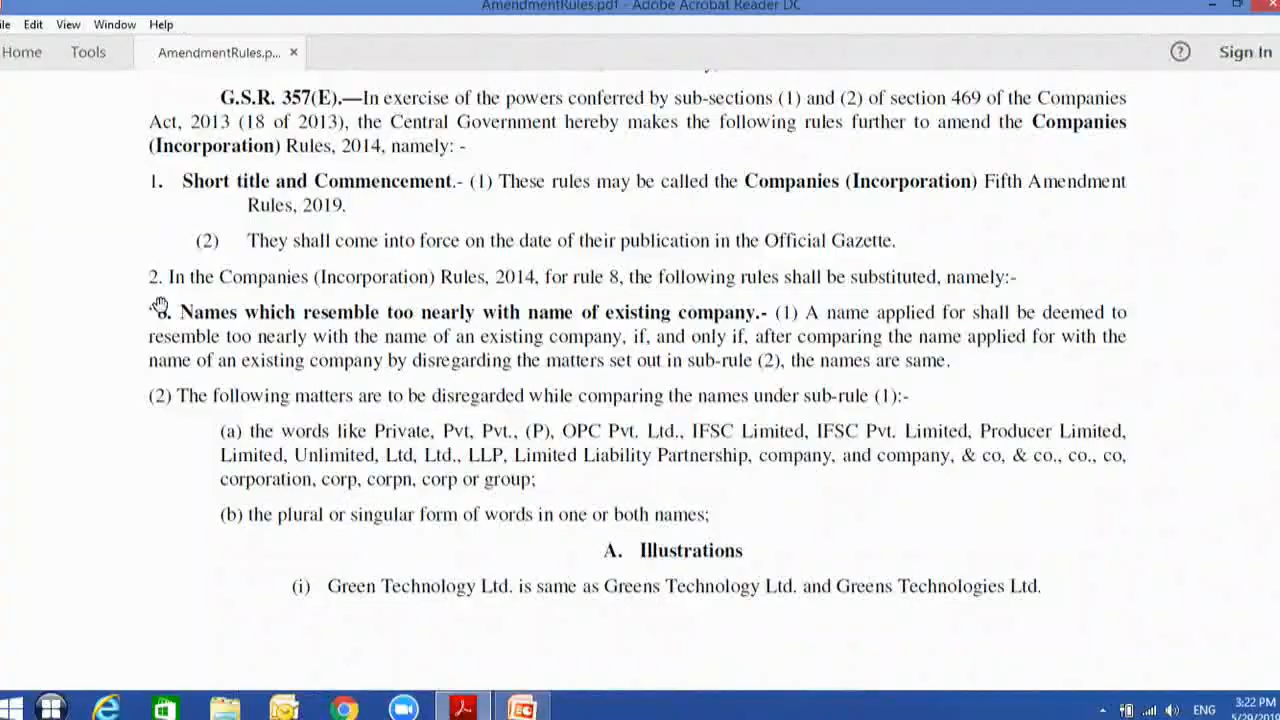 AmendmentRules.pdf - Adobe Acrobat Reader DC
Edit View Window Help
Home Tools AmendmentRules.p... × ? Sign In
G.S.R. 357(E).—In exercise of the powers conferred by sub-sections (1) and (2) of section 469 of the Companies
Act, 2013 (18 of 2013), the Central Government hereby makes the following rules further to amend the Companies
(Incorporation) Rules, 2014, namely: -
1. Short title and Commencement.- (1) These rules may be called the Companies (Incorporation) Fifth Amendment
Rules, 2019.
(2) They shall come into force on the date of their publication in the Official Gazette.
2. In the Companies (Incorporation) Rules, 2014, for rule 8, the following rules shall be substituted, namely:-
Names which resemble too nearly with name of existing company.- (1) A name applied for shall be deemed to
resemble too nearly with the name of an existing company, if, and only if, after comparing the name applied for with the
name of an existing company by disregarding the matters set out in sub-rule (2), the names are same.
(2) The following matters are to be disregarded while comparing the names under sub-rule (1):-
(a) the words like Private, Pvt, Pvt., (P), OPC Pvt. Ltd., IFSC Limited, IFSC Pvt. Limited, Producer Limited,
Limited, Unlimited, Ltd, Ltd., LLP, Limited Liability Partnership, company, and company, & co, & co., co., co,
corporation, corp, corpn, corp or group;
(b) the plural or singular form of words in one or both names;
A. Illustrations
(i) Green Technology Ltd. is same as Greens Technology Ltd. and Greens Technologies Ltd.
ENG 3:22 PM